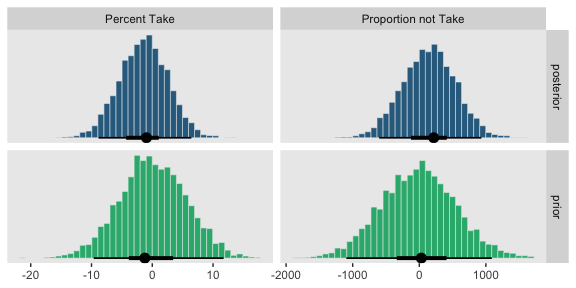 Percent Take
Proportion not Take
posterior
prior
-20 -10 0 10 -2000 -1000 0 1000